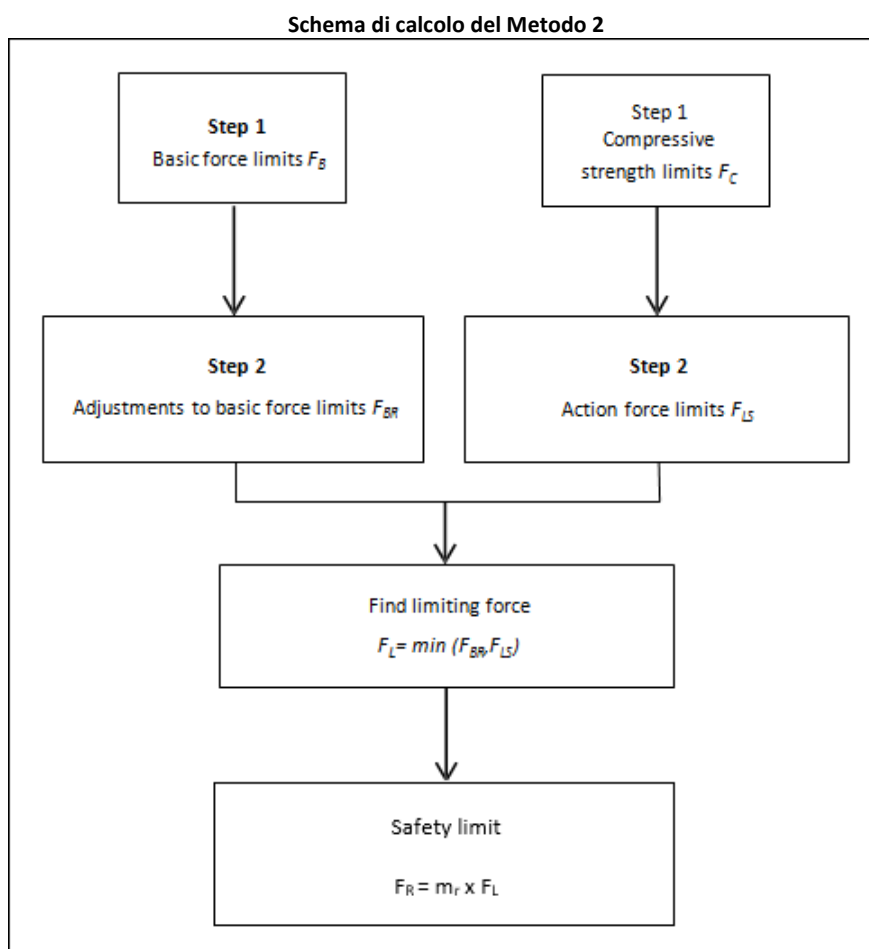 Schema di calcolo del Metodo 2
Step 1
Basic force limits F_B
Step 1
Compressive
strength limits F_C
Step 2
Adjustments to basic force limits F_BR
Step 2
Action force limits F_LS
Find limiting force
F_L= min (F_BR,F_LS)
Safety limit
F_R = m_r x F_L